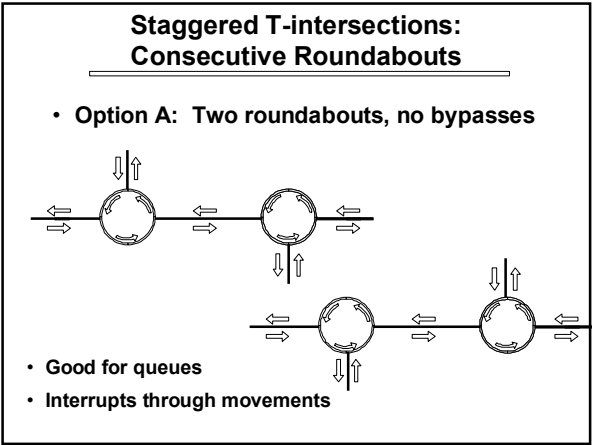 Staggered T-intersections:
Consecutive Roundabouts
• Option A: Two roundabouts, no bypasses
• Good for queues
• Interrupts through movements